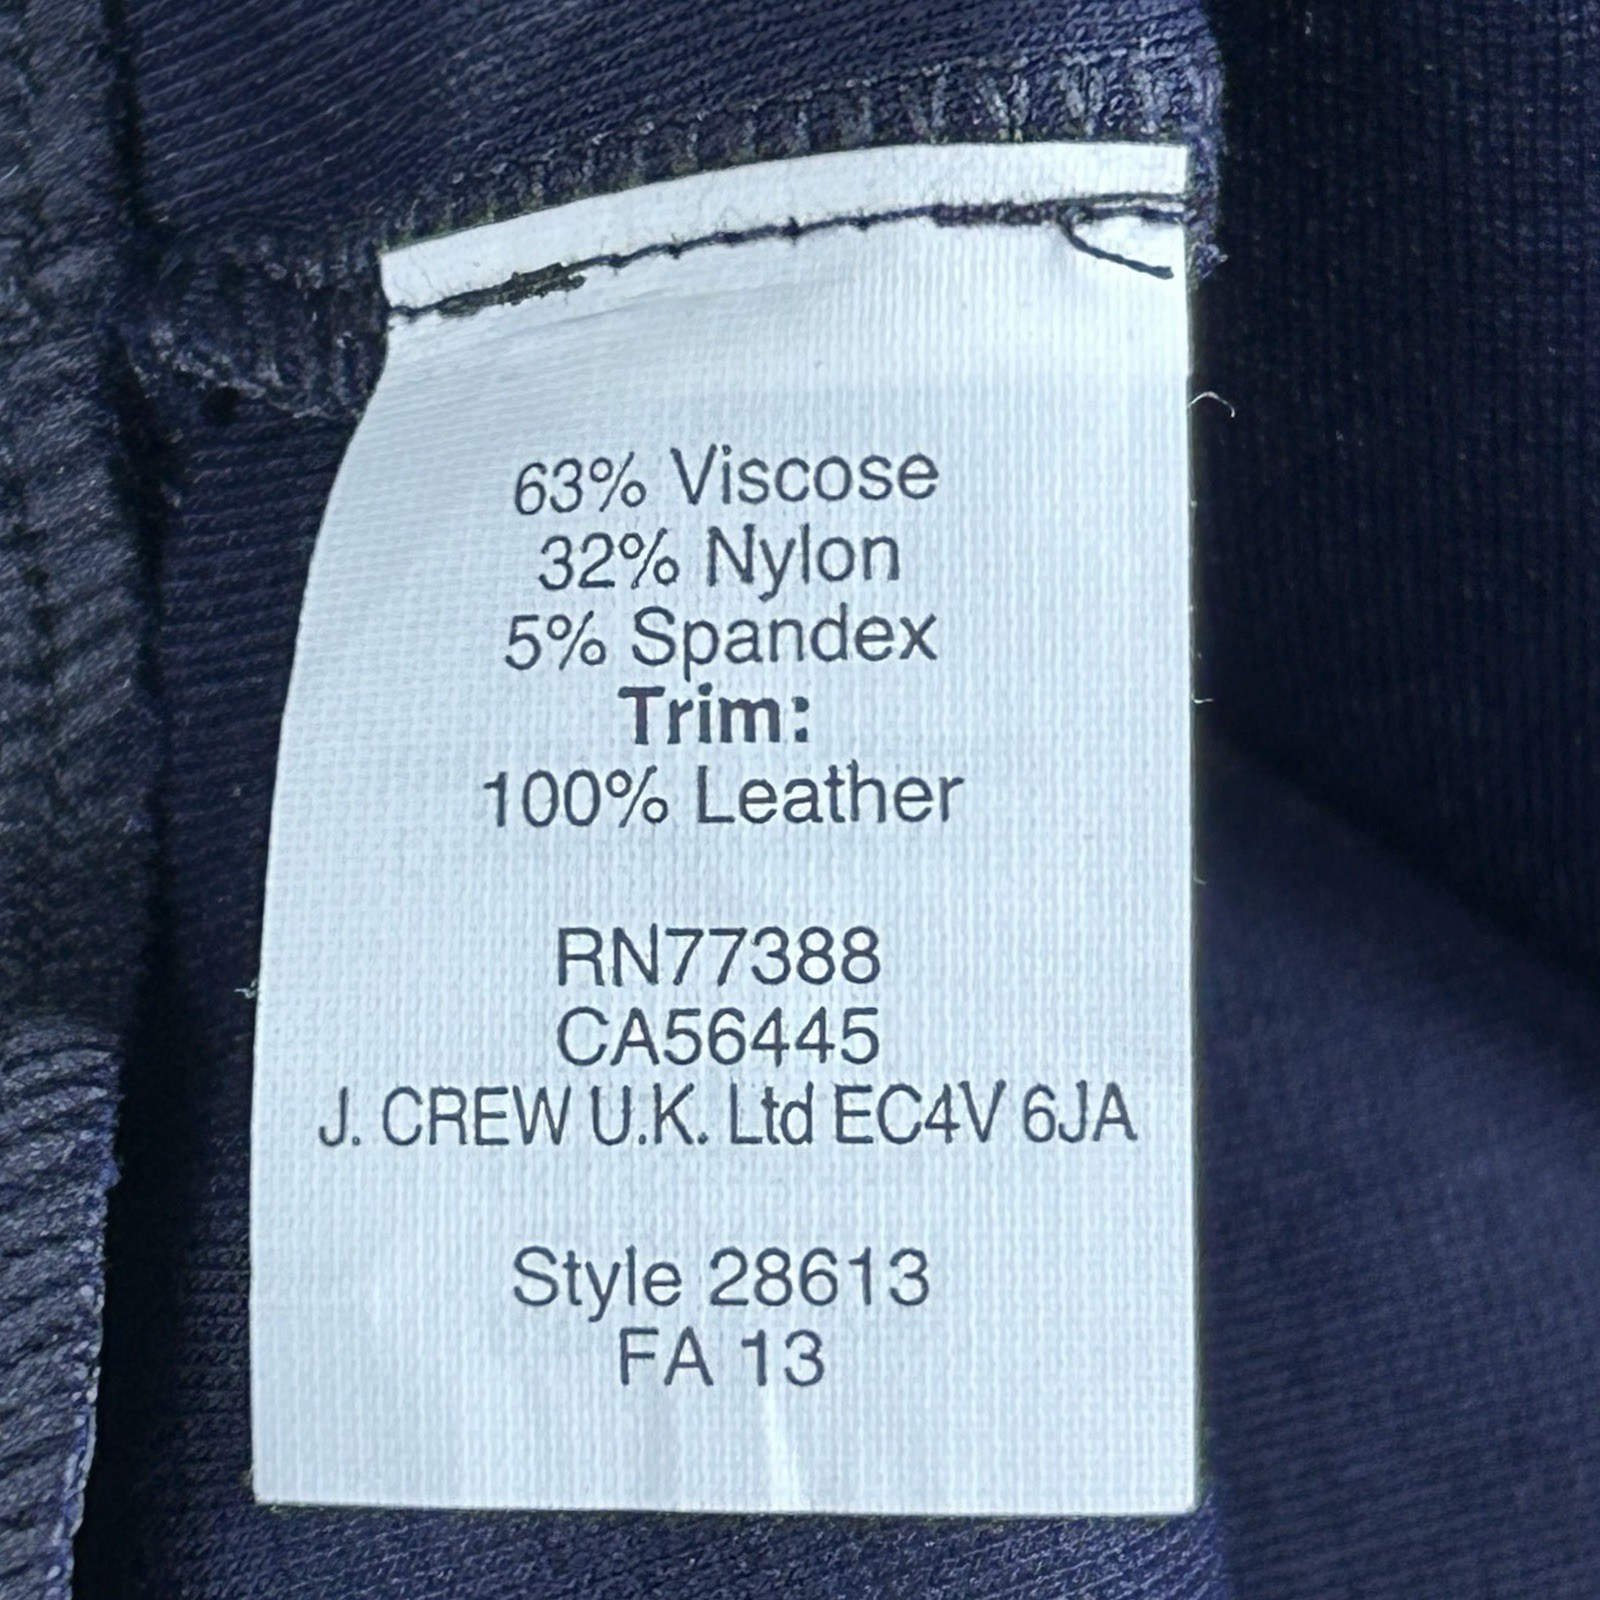 63% Viscose
32% Nylon
5% Spandex
Trim:
100% Leather
RN77388
CA56445
J. CREW U.K. Ltd EC4V 6JA
Style 28613
FA 13